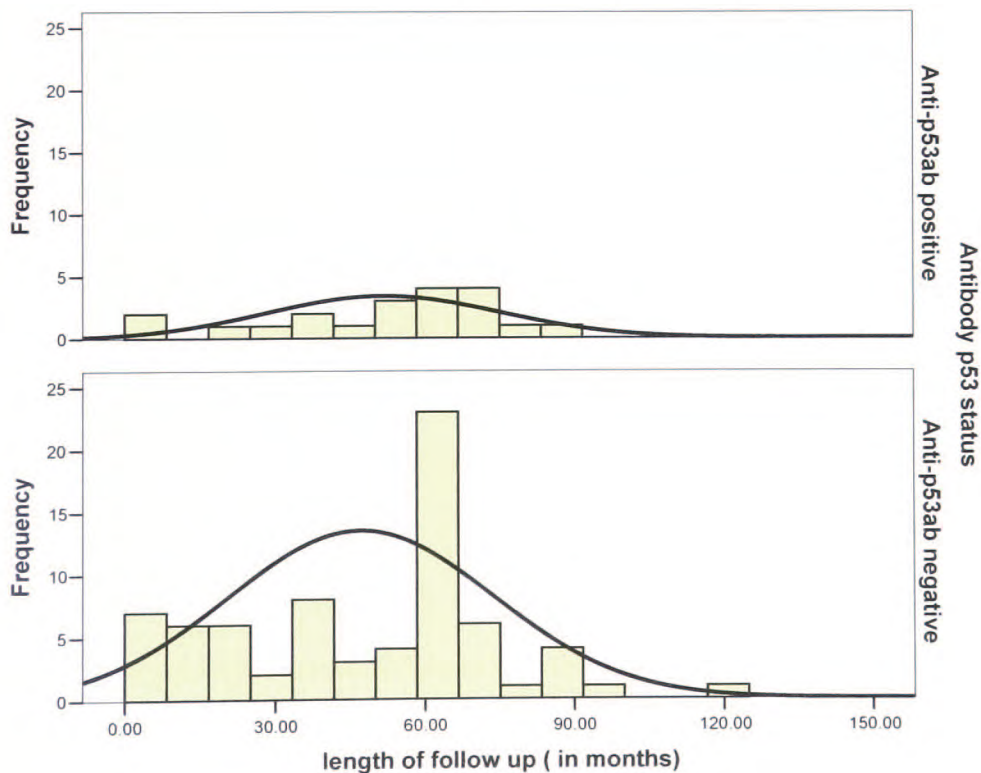 25
20
15
10
5
0
Frequency
Anti-p53ab positive
25
20
15
10
5
0
Frequency
Anti-p53ab negative
Antibody p53 status
0.00 30.00 60.00 90.00 120.00 150.00
length of follow up ( in months)